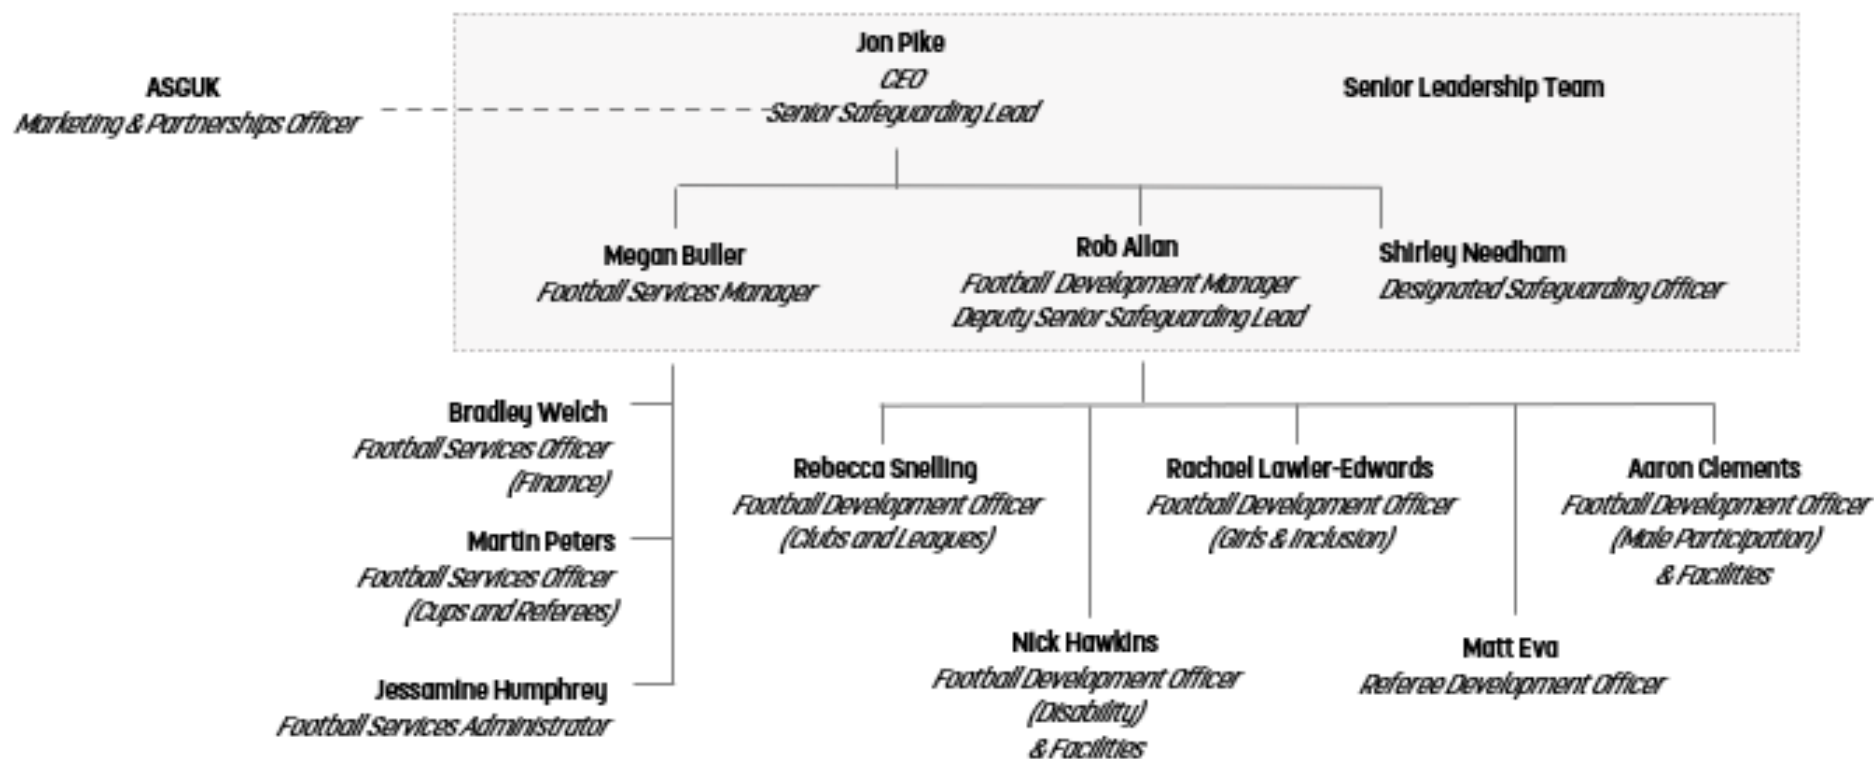 Jon Pike
CEO
Senior Safeguarding Lead
ASGUK
Marketing & Partnerships Officer
Senior Leadership Team
Megan Buller
Football Services Manager
Rob Allan
Football Development Manager
Deputy Senior Safeguarding Lead
Shirley Needham
Designated Safeguarding Officer
Bradley Welch
Football Services Officer
(Finance)
Martin Peters
Football Services Officer
(Cups and Referees)
Jessamine Humphrey
Football Services Administrator
Rebecca Snelling
Football Development Officer
(Clubs and Leagues)
Rachael Lawler-Edwards
Football Development Officer
(Girls & Inclusion)
Aaron Clements
Football Development Officer
(Male Participation)
& Facilities
Nick Hawkins
Football Development Officer
(Disability)
& Facilities
Matt Eva
Referee Development Officer